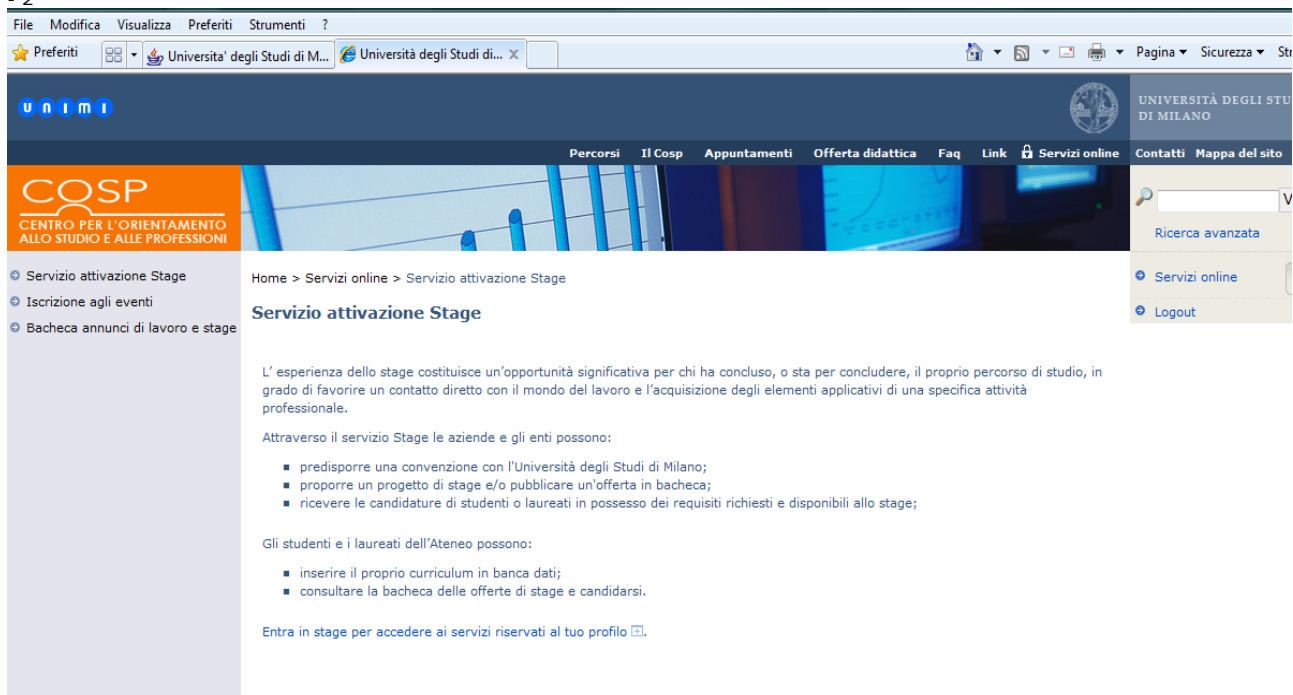 - 2
File Modifica Visualizza Preferiti Strumenti ?
Preferiti Universita' degli Studi di M... Università degli Studi di... X Pagina Sicurezza
unimi
UNIVERSITÀ DEGLI STU
DI MILANO
Percorsi Il Cosp Appuntamenti Offerta didattica Faq Link Servizi online Contatti Mappa del sito
COSP
CENTRO PER L'ORIENTAMENTO
ALLO STUDIO E ALLE PROFESSIONI
Ricerca avanzata
Servizi online
Logout
Servizio attivazione Stage
Iscrizione agli eventi
Bacheca annunci di lavoro e stage
Home > Servizi online > Servizio attivazione Stage
Servizio attivazione Stage
L' esperienza dello stage costituisce un'opportunità significativa per chi ha concluso, o sta per concludere, il proprio percorso di studio, in
grado di favorire un contatto diretto con il mondo del lavoro e l'acquisizione degli elementi applicativi di una specifica attività
professionale.
Attraverso il servizio Stage le aziende e gli enti possono:
predisporre una convenzione con l'Università degli Studi di Milano;
proporre un progetto di stage e/o pubblicare un'offerta in bacheca;
ricevere le candidature di studenti o laureati in possesso dei requisiti richiesti e disponibili allo stage;
Gli studenti e i laureati dell'Ateneo possono:
inserire il proprio curriculum in banca dati;
consultare la bacheca delle offerte di stage e candidarsi.
Entra in stage per accedere ai servizi riservati al tuo profilo.